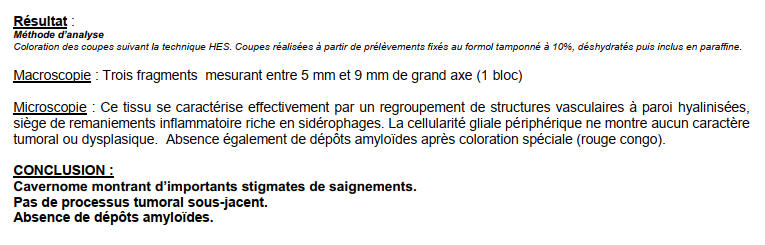 Résultat :
Méthode d'analyse
Coloration des coupes suivant la technique HES. Coupes réalisées à partir de prélèvements fixés au formol tamponné à 10%, déshydratés puis inclus en paraffine.
Macroscopie : Trois fragments mesurant entre 5 mm et 9 mm de grand axe (1 bloc)
Microscopie : Ce tissu se caractérise effectivement par un regroupement de structures vasculaires à paroi hyalinisées,
siège de remaniements inflammatoire riche en sidérophages. La cellularité gliale périphérique ne montre aucun caractère
tumoral ou dysplasique. Absence également de dépôts amyloïdes après coloration spéciale (rouge congo).
CONCLUSION :
Cavernome montrant d'importants stigmates de saignements.
Pas de processus tumoral sous-jacent.
Absence de dépôts amyloïdes.